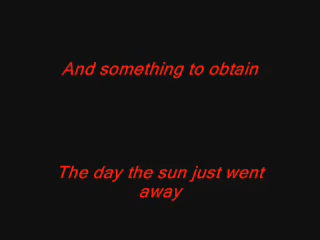 And something to obtain
The day the sun just went
away